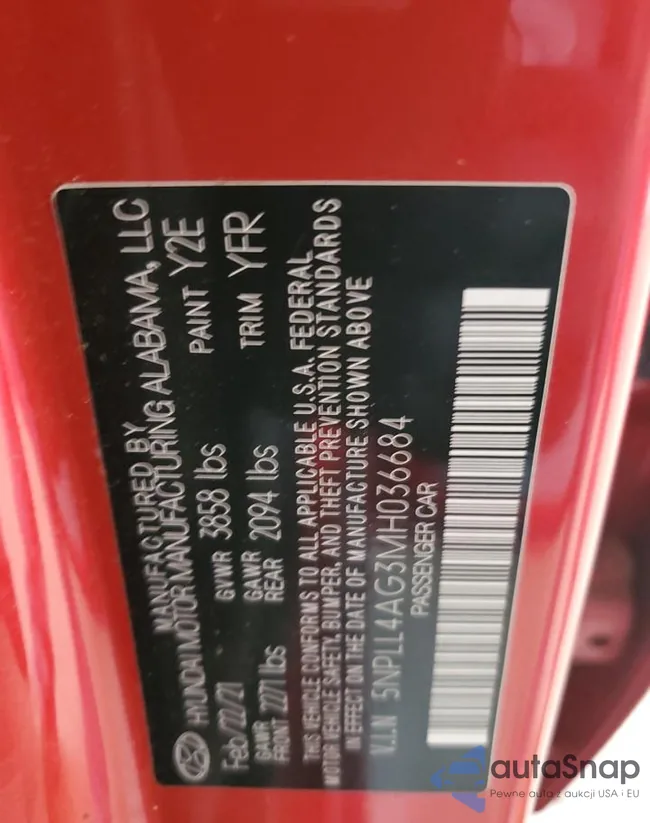 MANUFACTURED BY
HYUNDAI MOTOR MANUFACTURING ALABAMA, LLC
Feb/22/21 GVWR 3858 lbs PAINT Y2E
GAWR FRONT 2271 lbs GAWR REAR 2094 lbs TRIM YFR
THIS VEHICLE CONFORMS TO ALL APPLICABLE U.S.A. FEDERAL
MOTOR VEHICLE SAFETY, BUMPER, AND THEFT PREVENTION STANDARDS
IN EFFECT ON THE DATE OF MANUFACTURE SHOWN ABOVE
V.I.N 5NPLL4AG3MH036684
PASSENGER CAR
autaSnap
Pewne auta z aukcji USA i EU